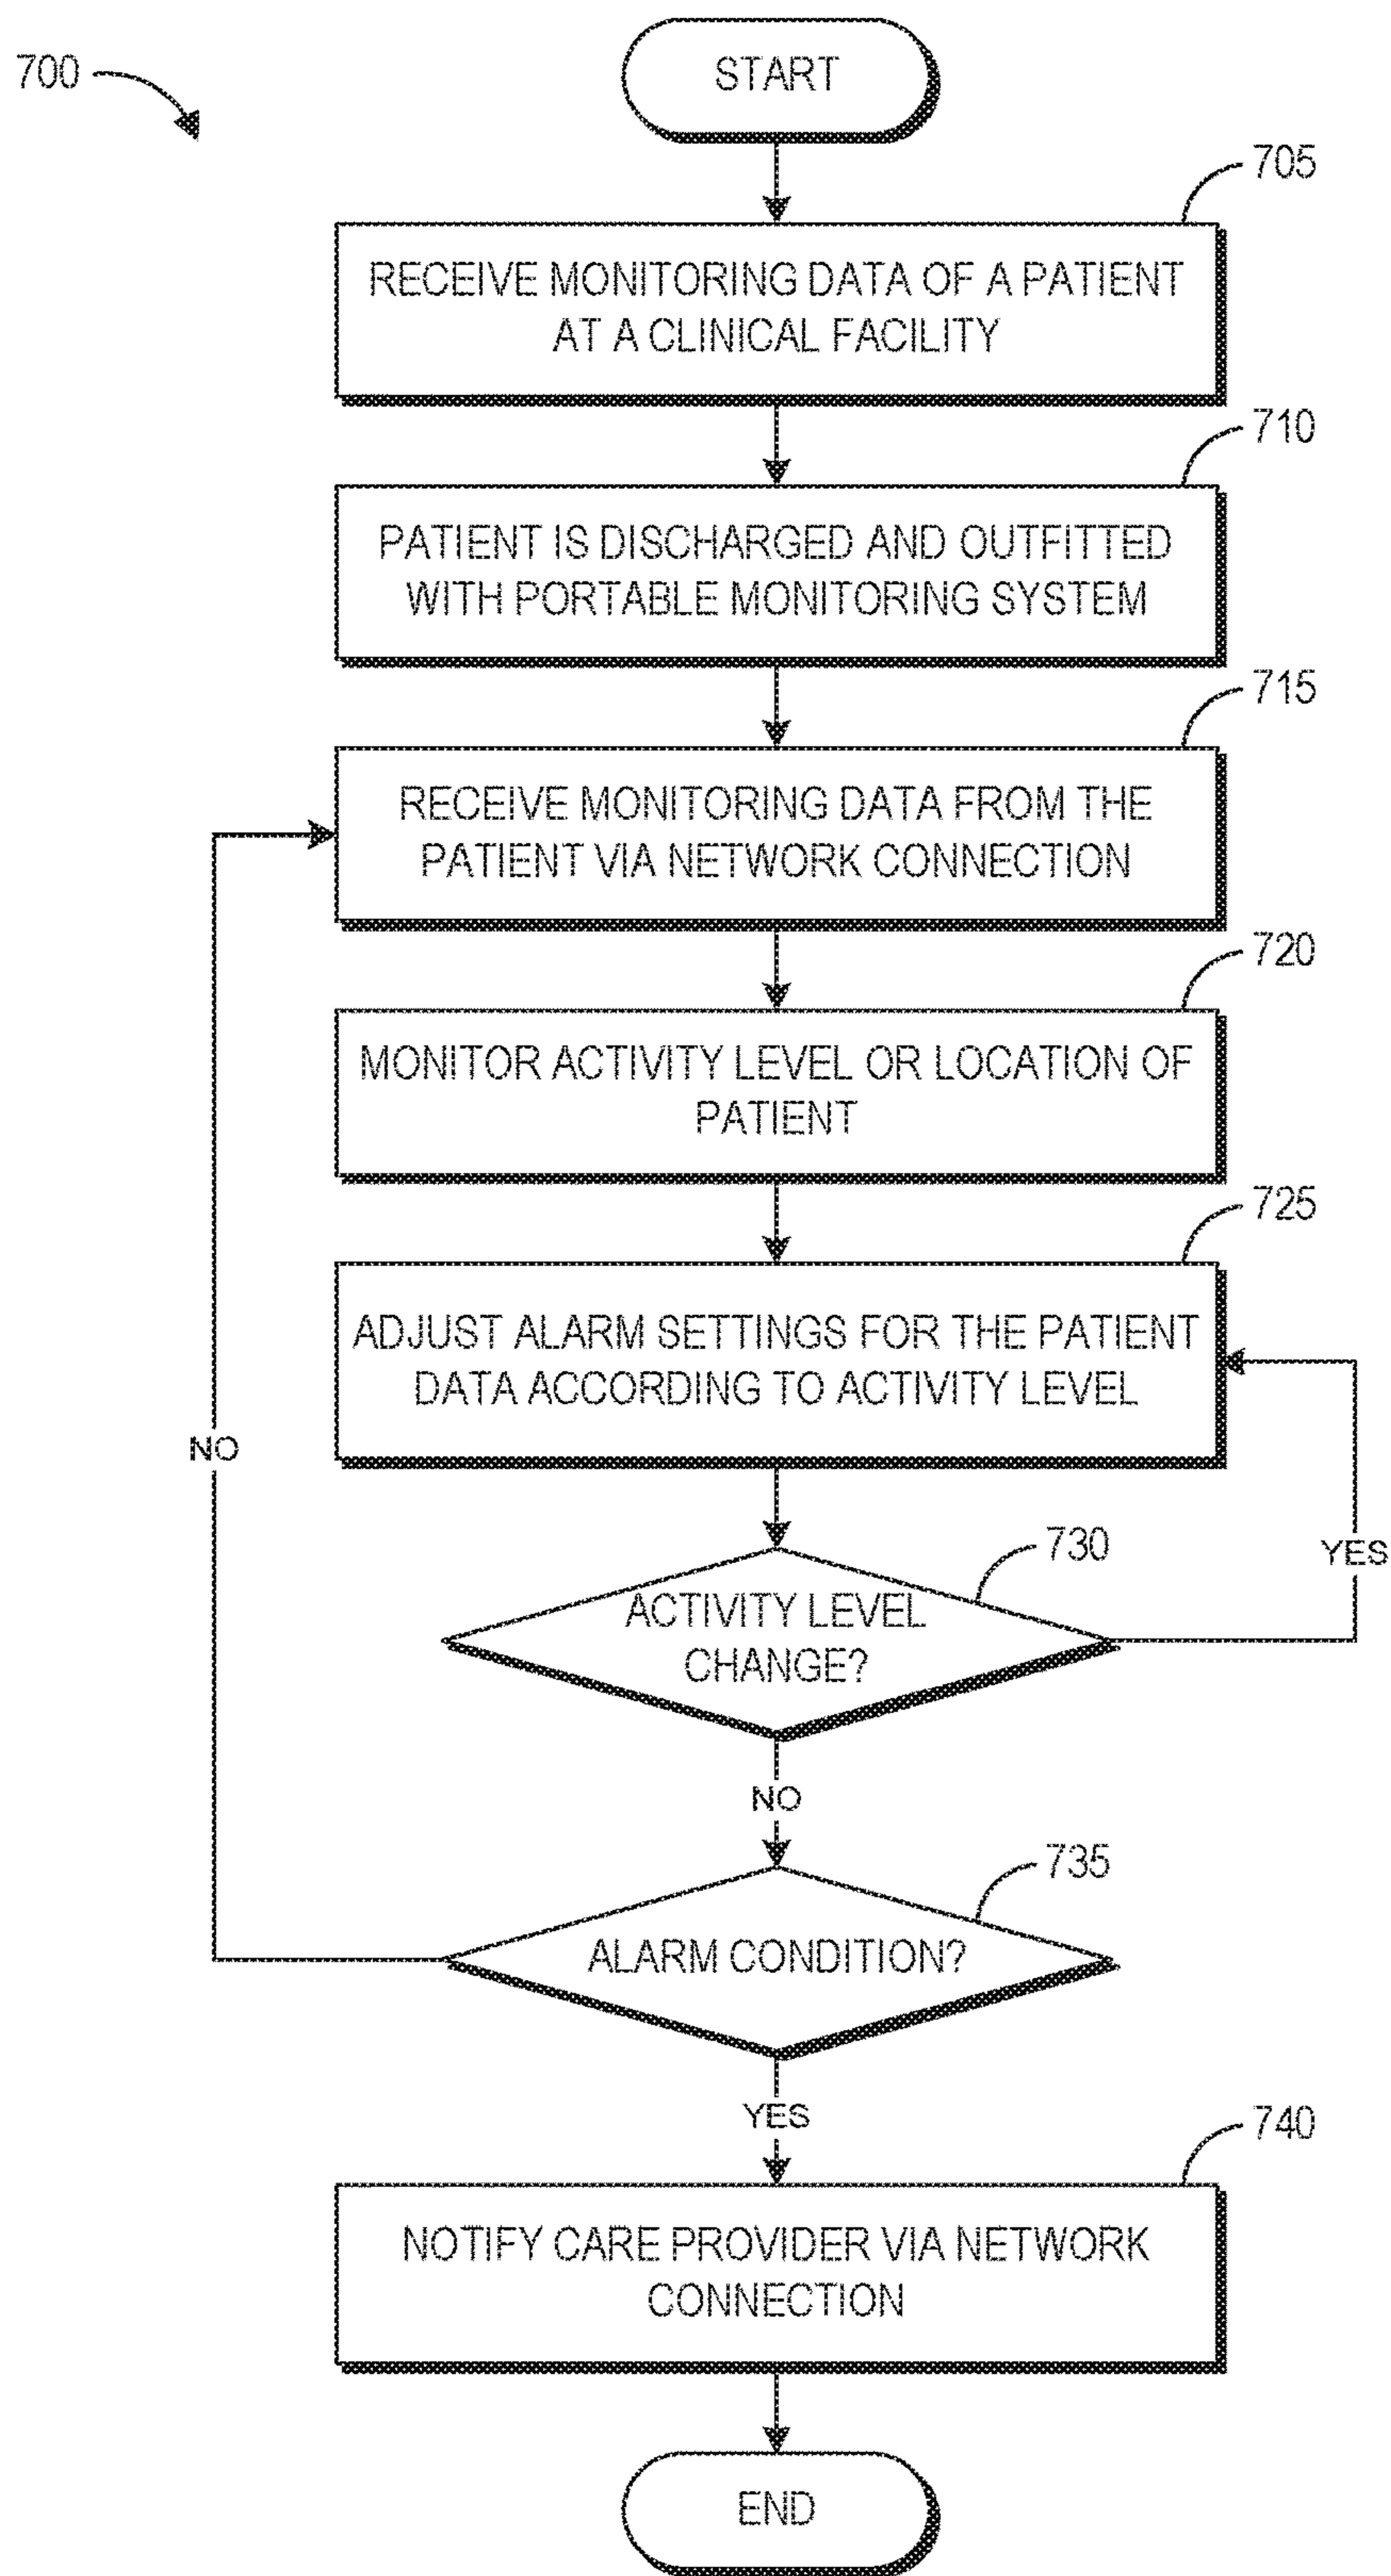 700
START
705
RECEIVE MONITORING DATA OF A PATIENT
AT A CLINICAL FACILITY
710
PATIENT IS DISCHARGED AND OUTFITTED
WITH PORTABLE MONITORING SYSTEM
715
RECEIVE MONITORING DATA FROM THE
PATIENT VIA NETWORK CONNECTION
720
MONITOR ACTIVITY LEVEL OR LOCATION OF
PATIENT
725
ADJUST ALARM SETTINGS FOR THE PATIENT
DATA ACCORDING TO ACTIVITY LEVEL
NO
730
ACTIVITY LEVEL
CHANGE?
YES
NO
735
ALARM CONDITION?
YES
740
NOTIFY CARE PROVIDER VIA NETWORK
CONNECTION
END